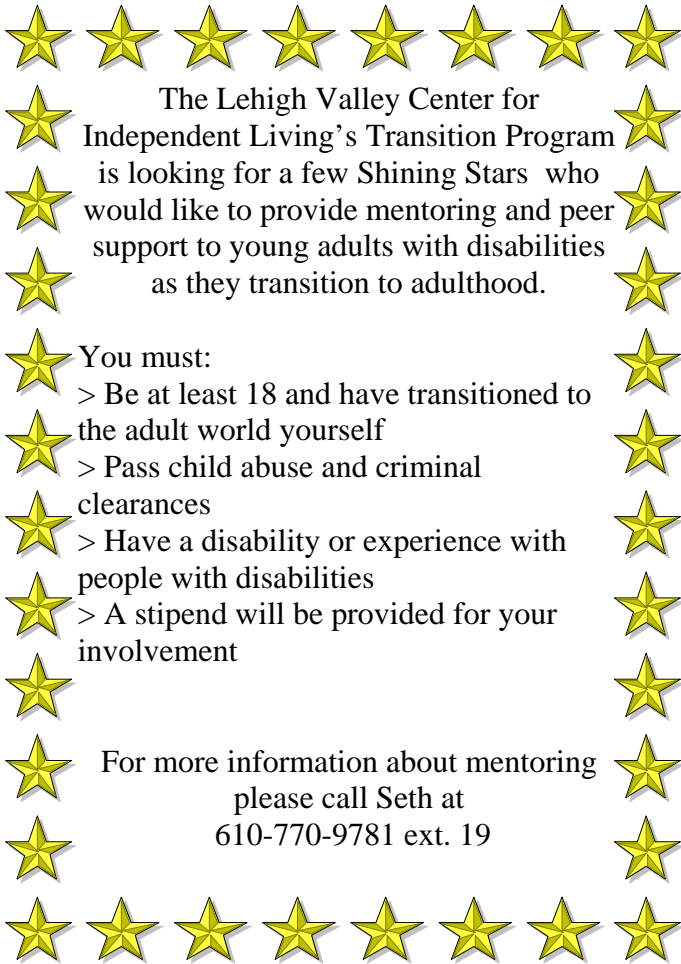 The Lehigh Valley Center for
Independent Living's Transition Program
is looking for a few Shining Stars  who
would like to provide mentoring and peer
support to young adults with disabilities
as they transition to adulthood.
You must:
> Be at least 18 and have transitioned to
the adult world yourself
> Pass child abuse and criminal
clearances
> Have a disability or experience with
people with disabilities
> A stipend will be provided for your
involvement
For more information about mentoring
please call Seth at
610-770-9781 ext. 19